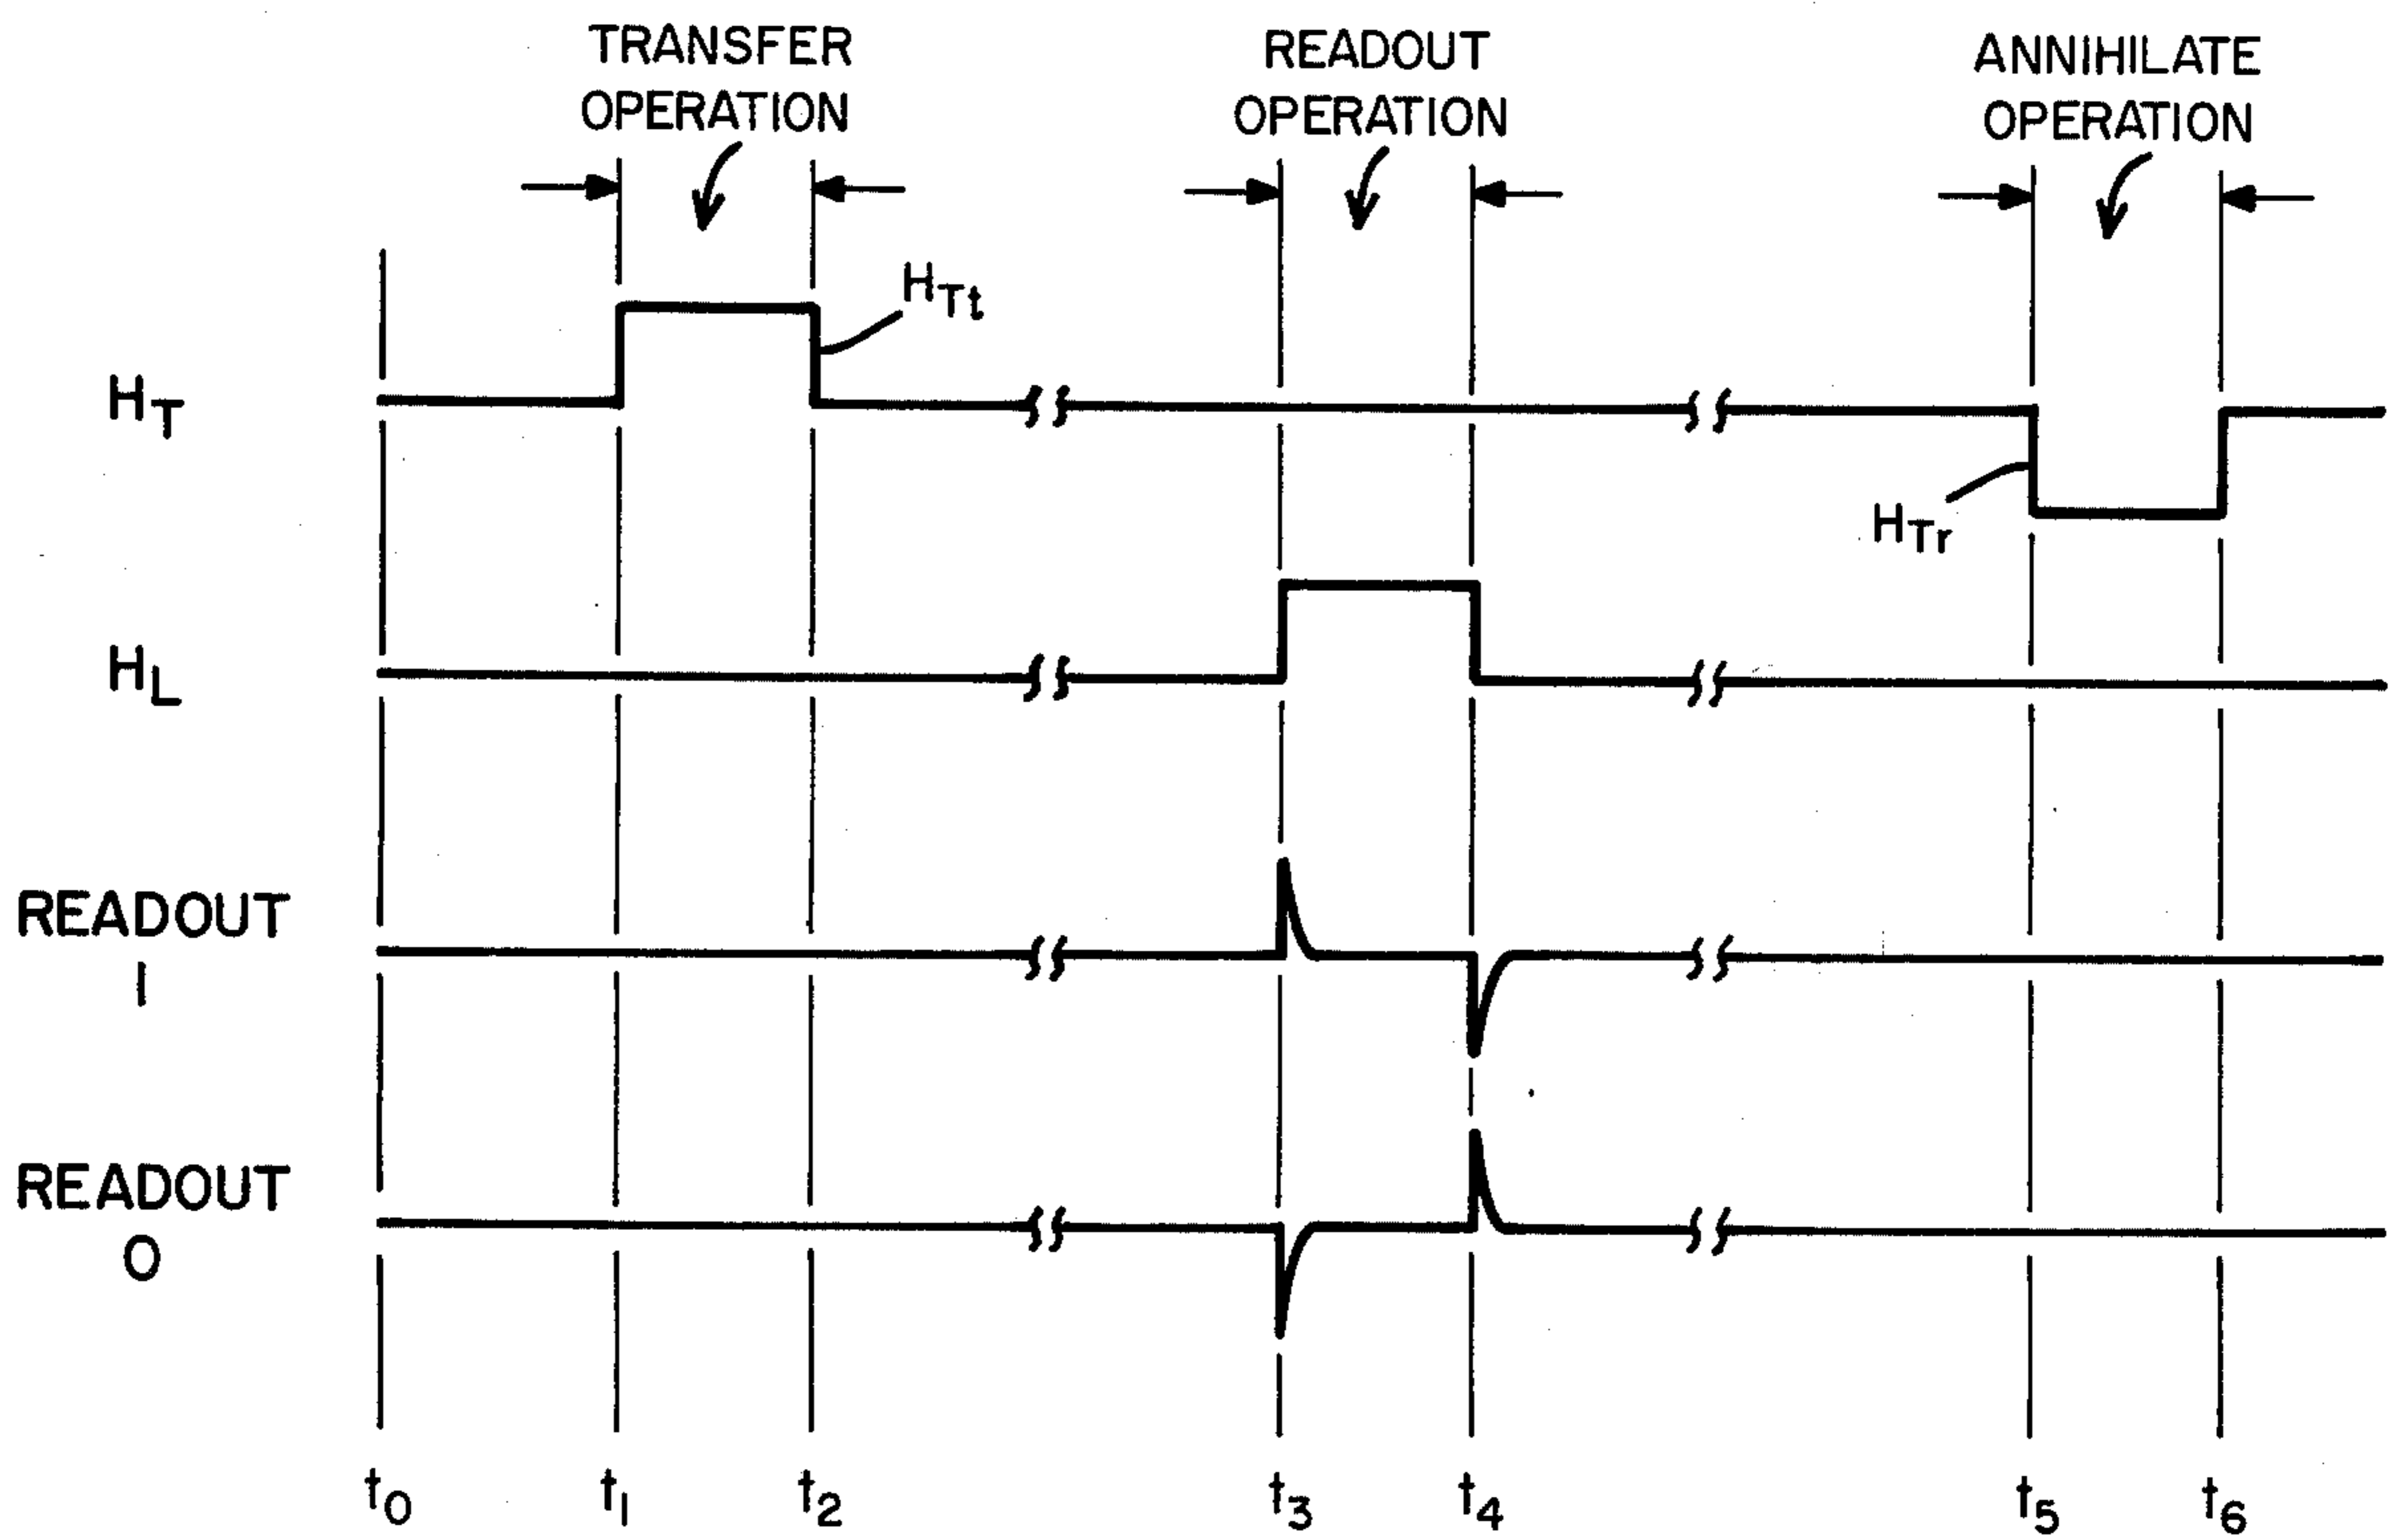 TRANSFER
OPERATION
READOUT
OPERATION
ANNIHILATE
OPERATION
HTt
HT
HTr
HL
READOUT
1
READOUT
0
t0 t1 t2 t3 t4 t5 t6